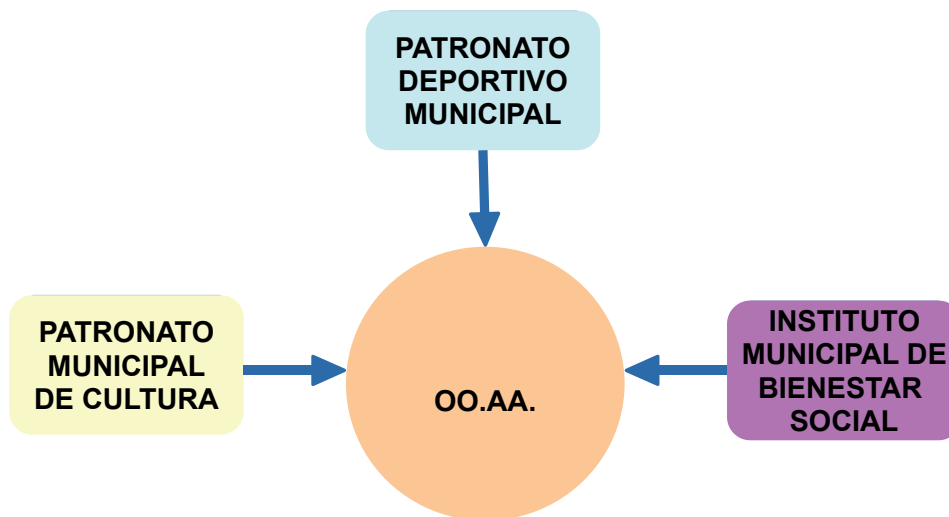 PATRONATO
DEPORTIVO
MUNICIPAL
PATRONATO
MUNICIPAL
DE CULTURA
OO.AA.
INSTITUTO
MUNICIPAL DE
BIENESTAR
SOCIAL